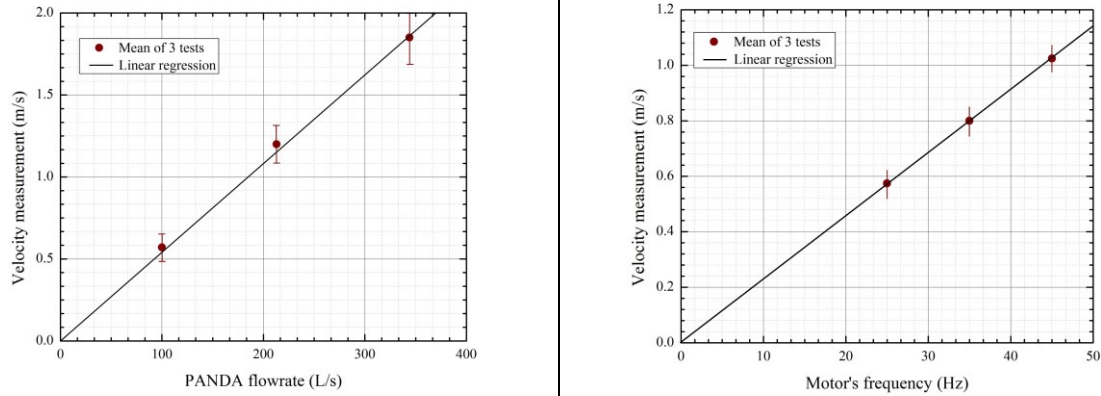 2.0
1.5
1.0
0.5
0.0
Velocity measurement (m/s)
Mean of 3 tests
Linear regression
0 100 200 300 400
PANDA flowrate (L/s)
1.2
1.0
0.8
0.6
0.4
0.2
0.0
Velocity measurement (m/s)
Mean of 3 tests
Linear regression
0 10 20 30 40 50
Motor's frequency (Hz)